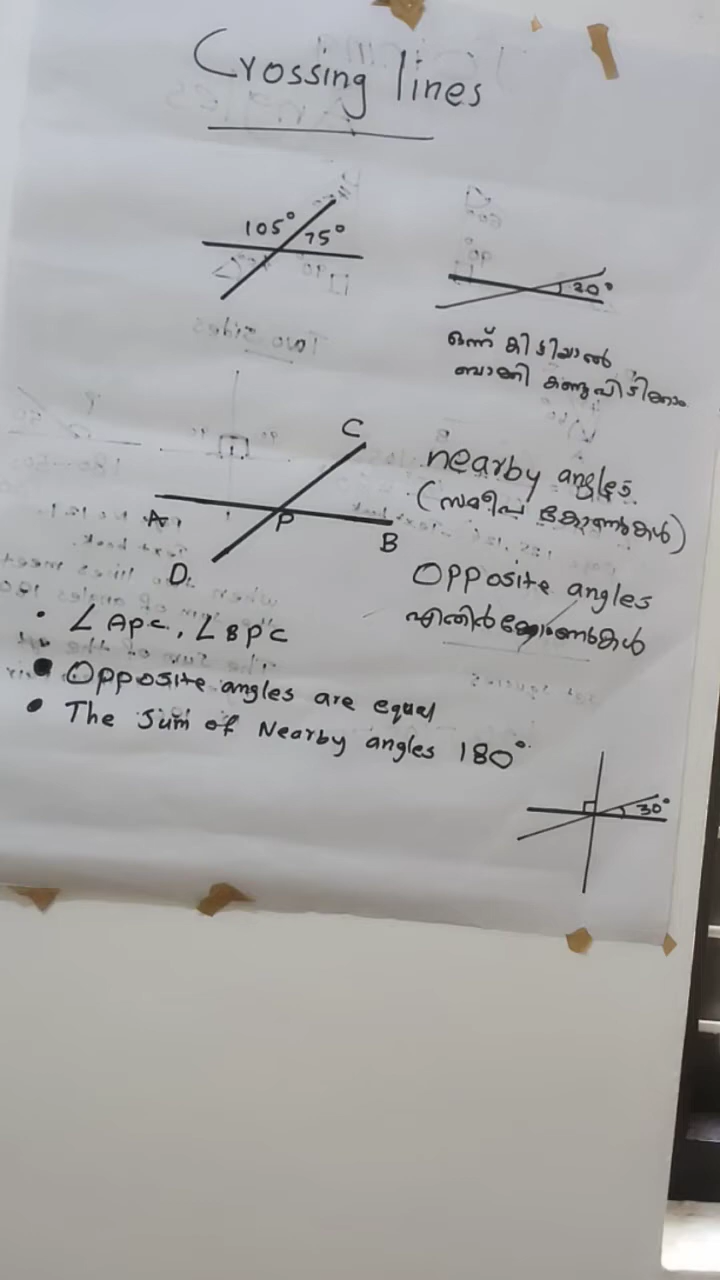 Crossing lines
105° 75°
20°
ഒന്ന് കിട്ടിയാൽ
ബാക്കി കണ്ടുപിടിക്കാം
C
A P B
D
nearby angles
(സമീപ കോണുകൾ)
Opposite angles
എതിർകോണുകൾ
• ∠APC, ∠BPC
• Opposite angles are equal
• The Sum of Nearby angles 180°
30°